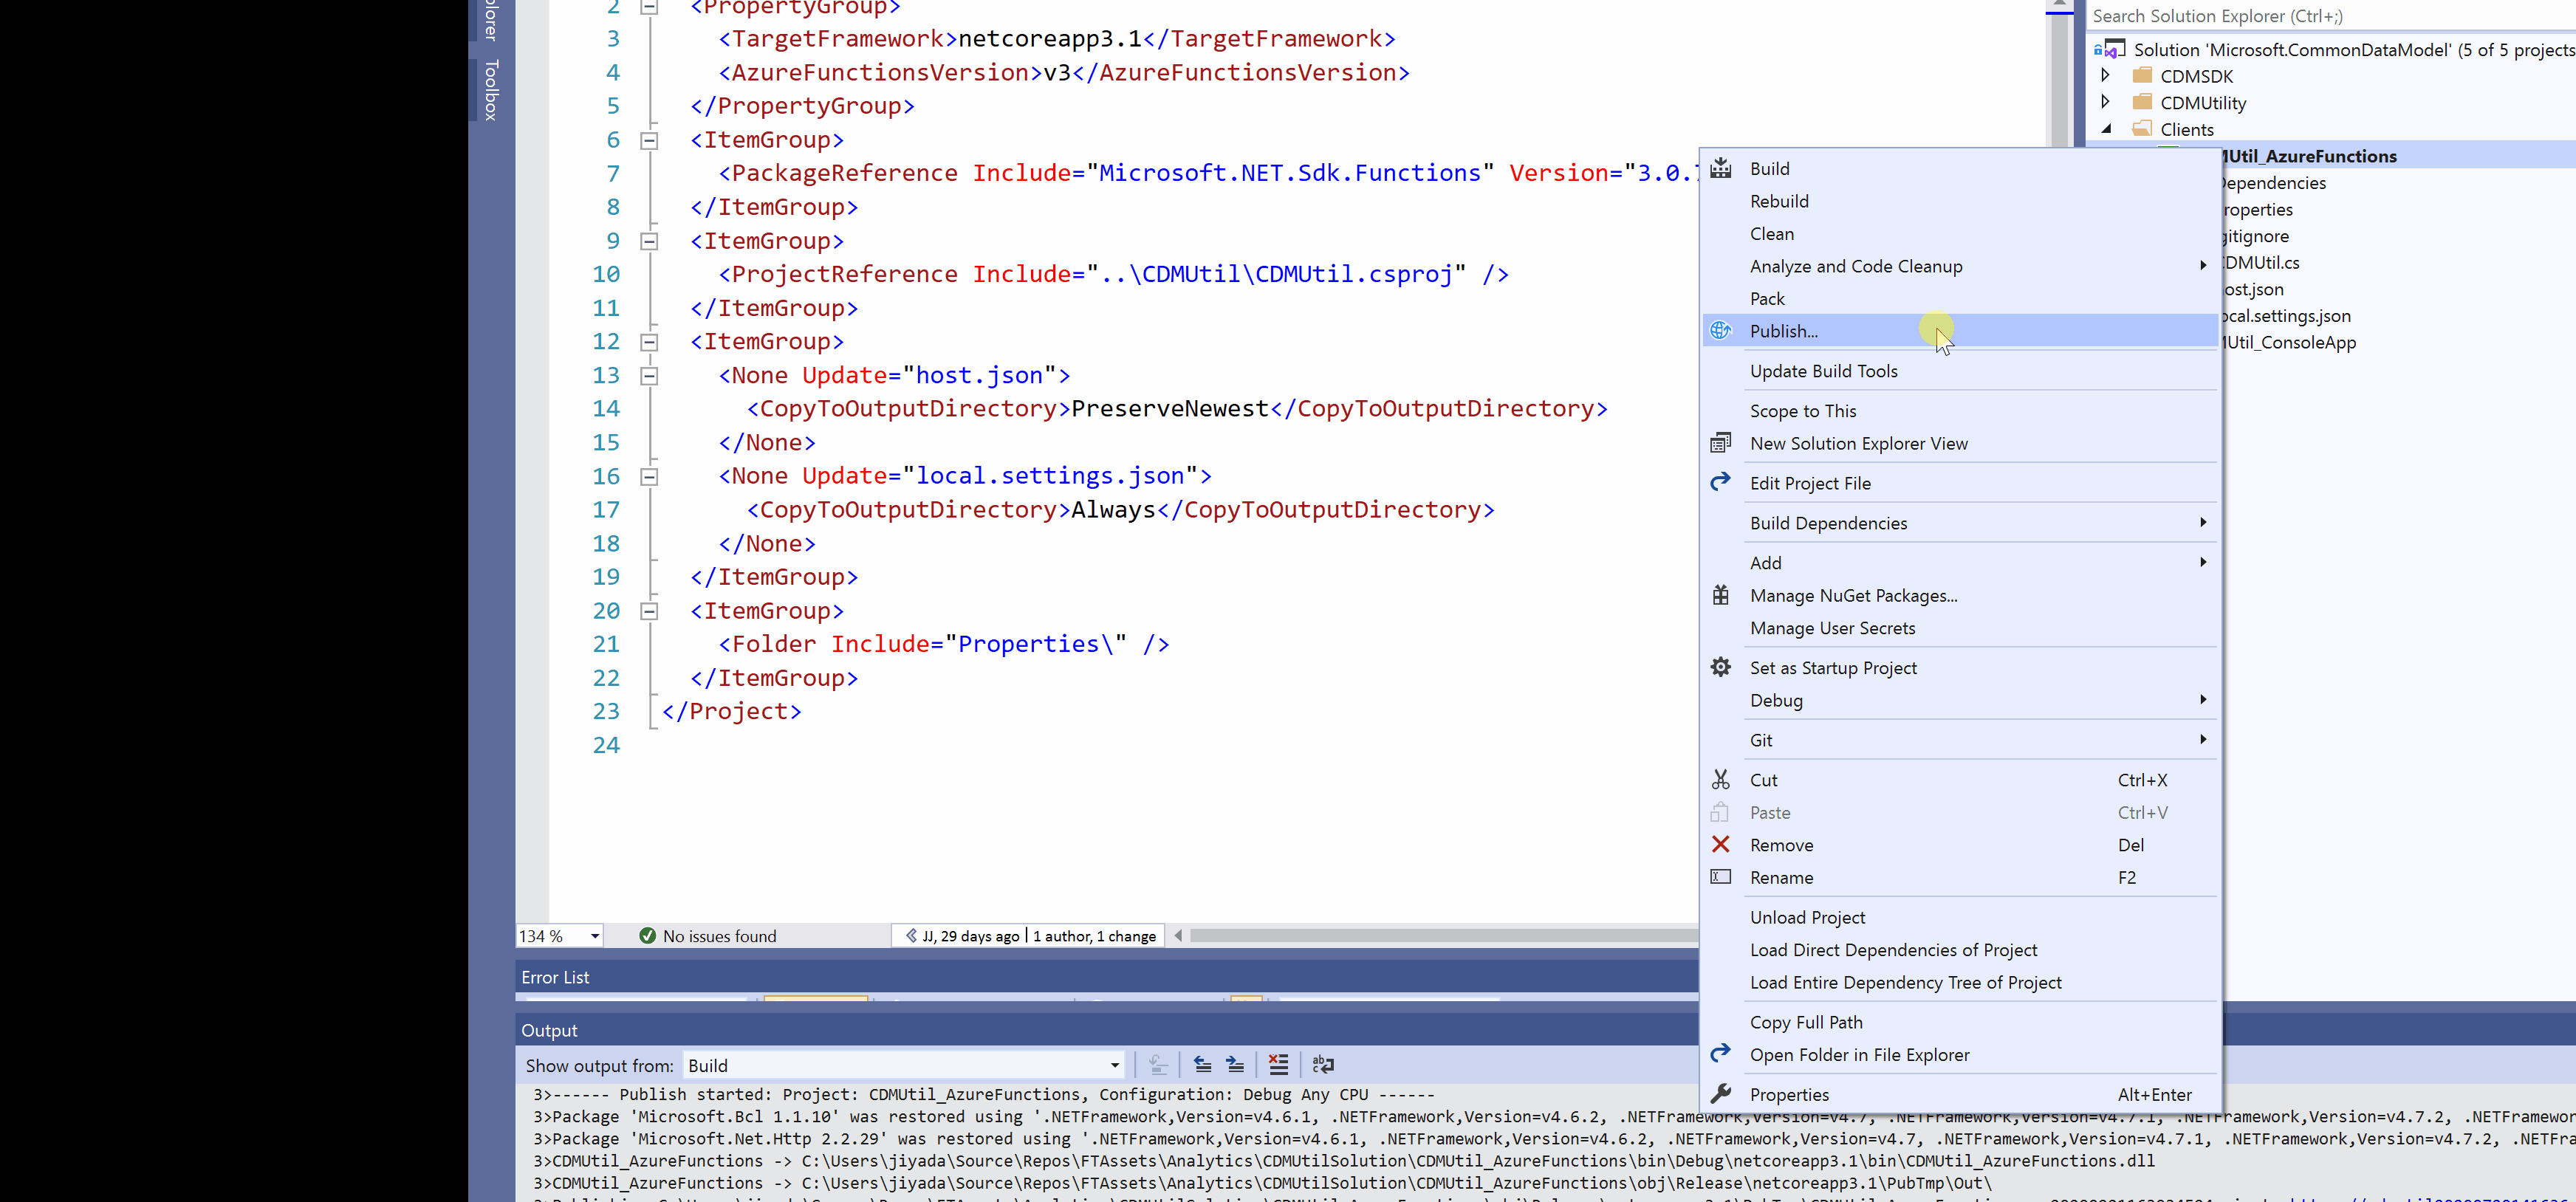 plorer
Toolbox
2 <PropertyGroup>
3 <TargetFramework>netcoreapp3.1</TargetFramework>
4 <AzureFunctionsVersion>v3</AzureFunctionsVersion>
5 </PropertyGroup>
6 <ItemGroup>
7 <PackageReference Include="Microsoft.NET.Sdk.Functions" Version="3.0.
8 </ItemGroup>
9 <ItemGroup>
10 <ProjectReference Include="..\CDMUtil\CDMUtil.csproj" />
11 </ItemGroup>
12 <ItemGroup>
13 <None Update="host.json">
14 <CopyToOutputDirectory>PreserveNewest</CopyToOutputDirectory>
15 </None>
16 <None Update="local.settings.json">
17 <CopyToOutputDirectory>Always</CopyToOutputDirectory>
18 </None>
19 </ItemGroup>
20 <ItemGroup>
21 <Folder Include="Properties\" />
22 </ItemGroup>
23 </Project>
24
134 % No issues found JJ, 29 days ago | 1 author, 1 change
Search Solution Explorer (Ctrl+;)
Solution 'Microsoft.CommonDataModel' (5 of 5 projects
CDMSDK
CDMUtility
Clients
MUtil_AzureFunctions
Dependencies
roperties
gitignore
CDMUtil.cs
ost.json
ocal.settings.json
MUtil_ConsoleApp
Build
Rebuild
Clean
Analyze and Code Cleanup
Pack
Publish...
Update Build Tools
Scope to This
New Solution Explorer View
Edit Project File
Build Dependencies
Add
Manage NuGet Packages...
Manage User Secrets
Set as Startup Project
Debug
Git
Cut Ctrl+X
Paste Ctrl+V
Remove Del
Rename F2
Unload Project
Load Direct Dependencies of Project
Load Entire Dependency Tree of Project
Copy Full Path
Open Folder in File Explorer
Properties Alt+Enter
Error List
Output
Show output from: Build
3>------ Publish started: Project: CDMUtil_AzureFunctions, Configuration: Debug Any CPU ------
3>Package 'Microsoft.Bcl 1.1.10' was restored using '.NETFramework,Version=v4.6.1, .NETFramework,Version=v4.6.2, .NETFramework,Version=v4.7, .NETFramework,Version=v4.7.1, .NETFramework,Version=v4.7.2, .NETFramewor
3>Package 'Microsoft.Net.Http 2.2.29' was restored using '.NETFramework,Version=v4.6.1, .NETFramework,Version=v4.6.2, .NETFramework,Version=v4.7, .NETFramework,Version=v4.7.1, .NETFramework,Version=v4.7.2, .NETFra
3>CDMUtil_AzureFunctions -> C:\Users\jiyada\Source\Repos\FTAssets\Analytics\CDMUtilSolution\CDMUtil_AzureFunctions\bin\Debug\netcoreapp3.1\bin\CDMUtil_AzureFunctions.dll
3>CDMUtil_AzureFunctions -> C:\Users\jiyada\Source\Repos\FTAssets\Analytics\CDMUtilSolution\CDMUtil_AzureFunctions\obj\Release\netcoreapp3.1\PubTmp\Out\